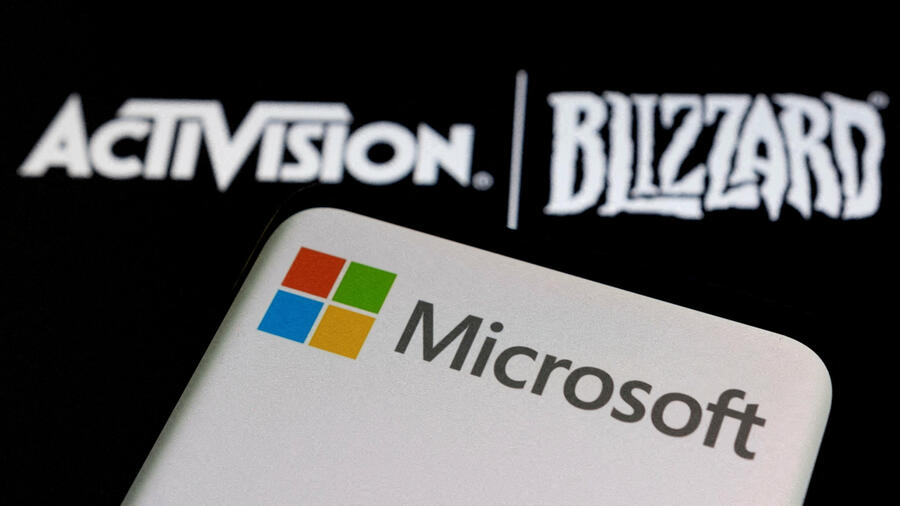 ACTIVISION. | BLIZZARD
Microsoft